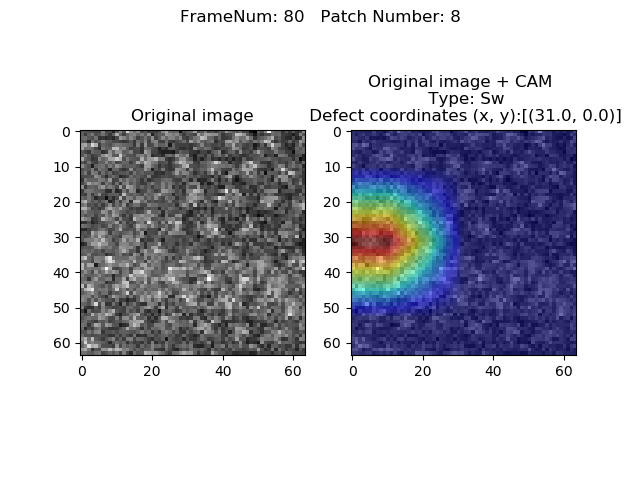 FrameNum: 80   Patch Number: 8
Original image
0
10
20
30
40
50
60
0 20 40 60
Original image + CAM
Type: Sw
Defect coordinates (x, y):[(31.0, 0.0)]
0
10
20
30
40
50
60
0 20 40 60